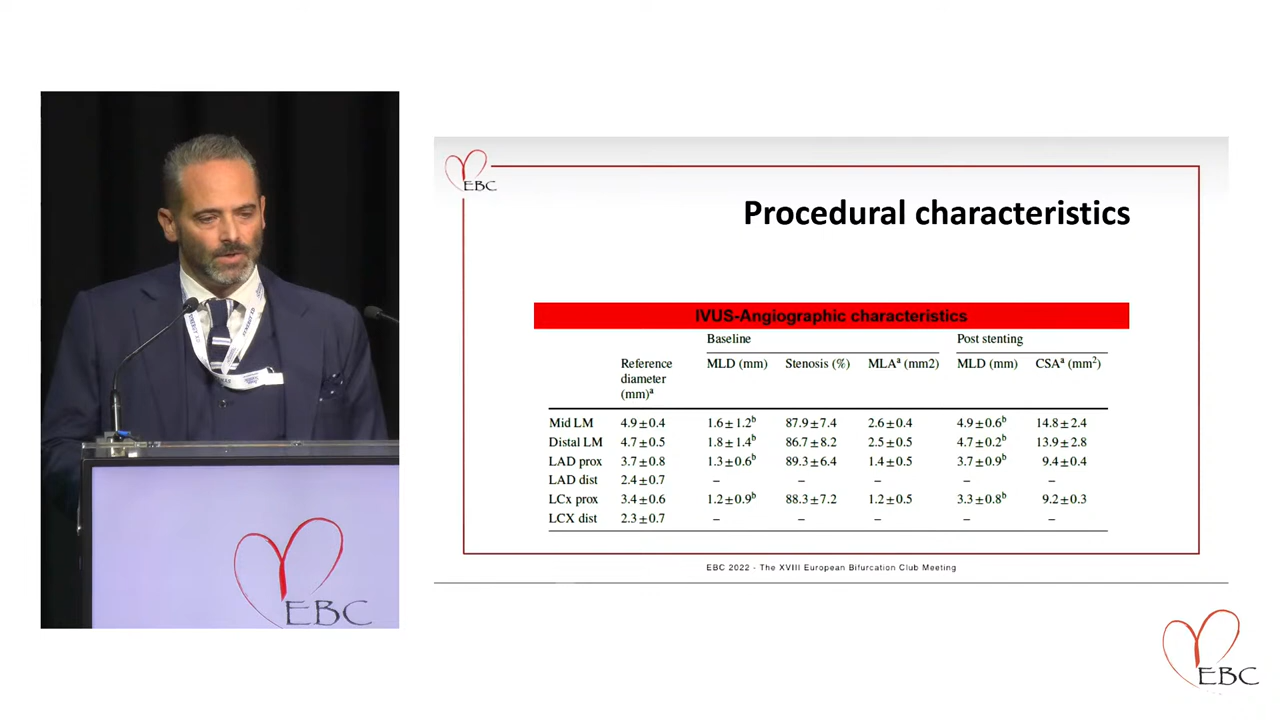 EBC
Procedural characteristics
IVUS-Angiographic characteristics
Baseline Post stenting
Reference diameter (mm)ᵃ MLD (mm) Stenosis (%) MLAᵃ (mm2) MLD (mm) CSAᵃ (mm²)
Mid LM 4.9±0.4 1.6±1.2ᵇ 87.9±7.4 2.6±0.4 4.9±0.6ᵇ 14.8±2.4
Distal LM 4.7±0.5 1.8±1.4ᵇ 86.7±8.2 2.5±0.5 4.7±0.2ᵇ 13.9±2.8
LAD prox 3.7±0.8 1.3±0.6ᵇ 89.3±6.4 1.4±0.5 3.7±0.9ᵇ 9.4±0.4
LAD dist 2.4±0.7 – – – – –
LCx prox 3.4±0.6 1.2±0.9ᵇ 88.3±7.2 1.2±0.5 3.3±0.8ᵇ 9.2±0.3
LCX dist 2.3±0.7 – – – – –
EBC 2022 - The XVIII European Bifurcation Club Meeting
EBC
EBC